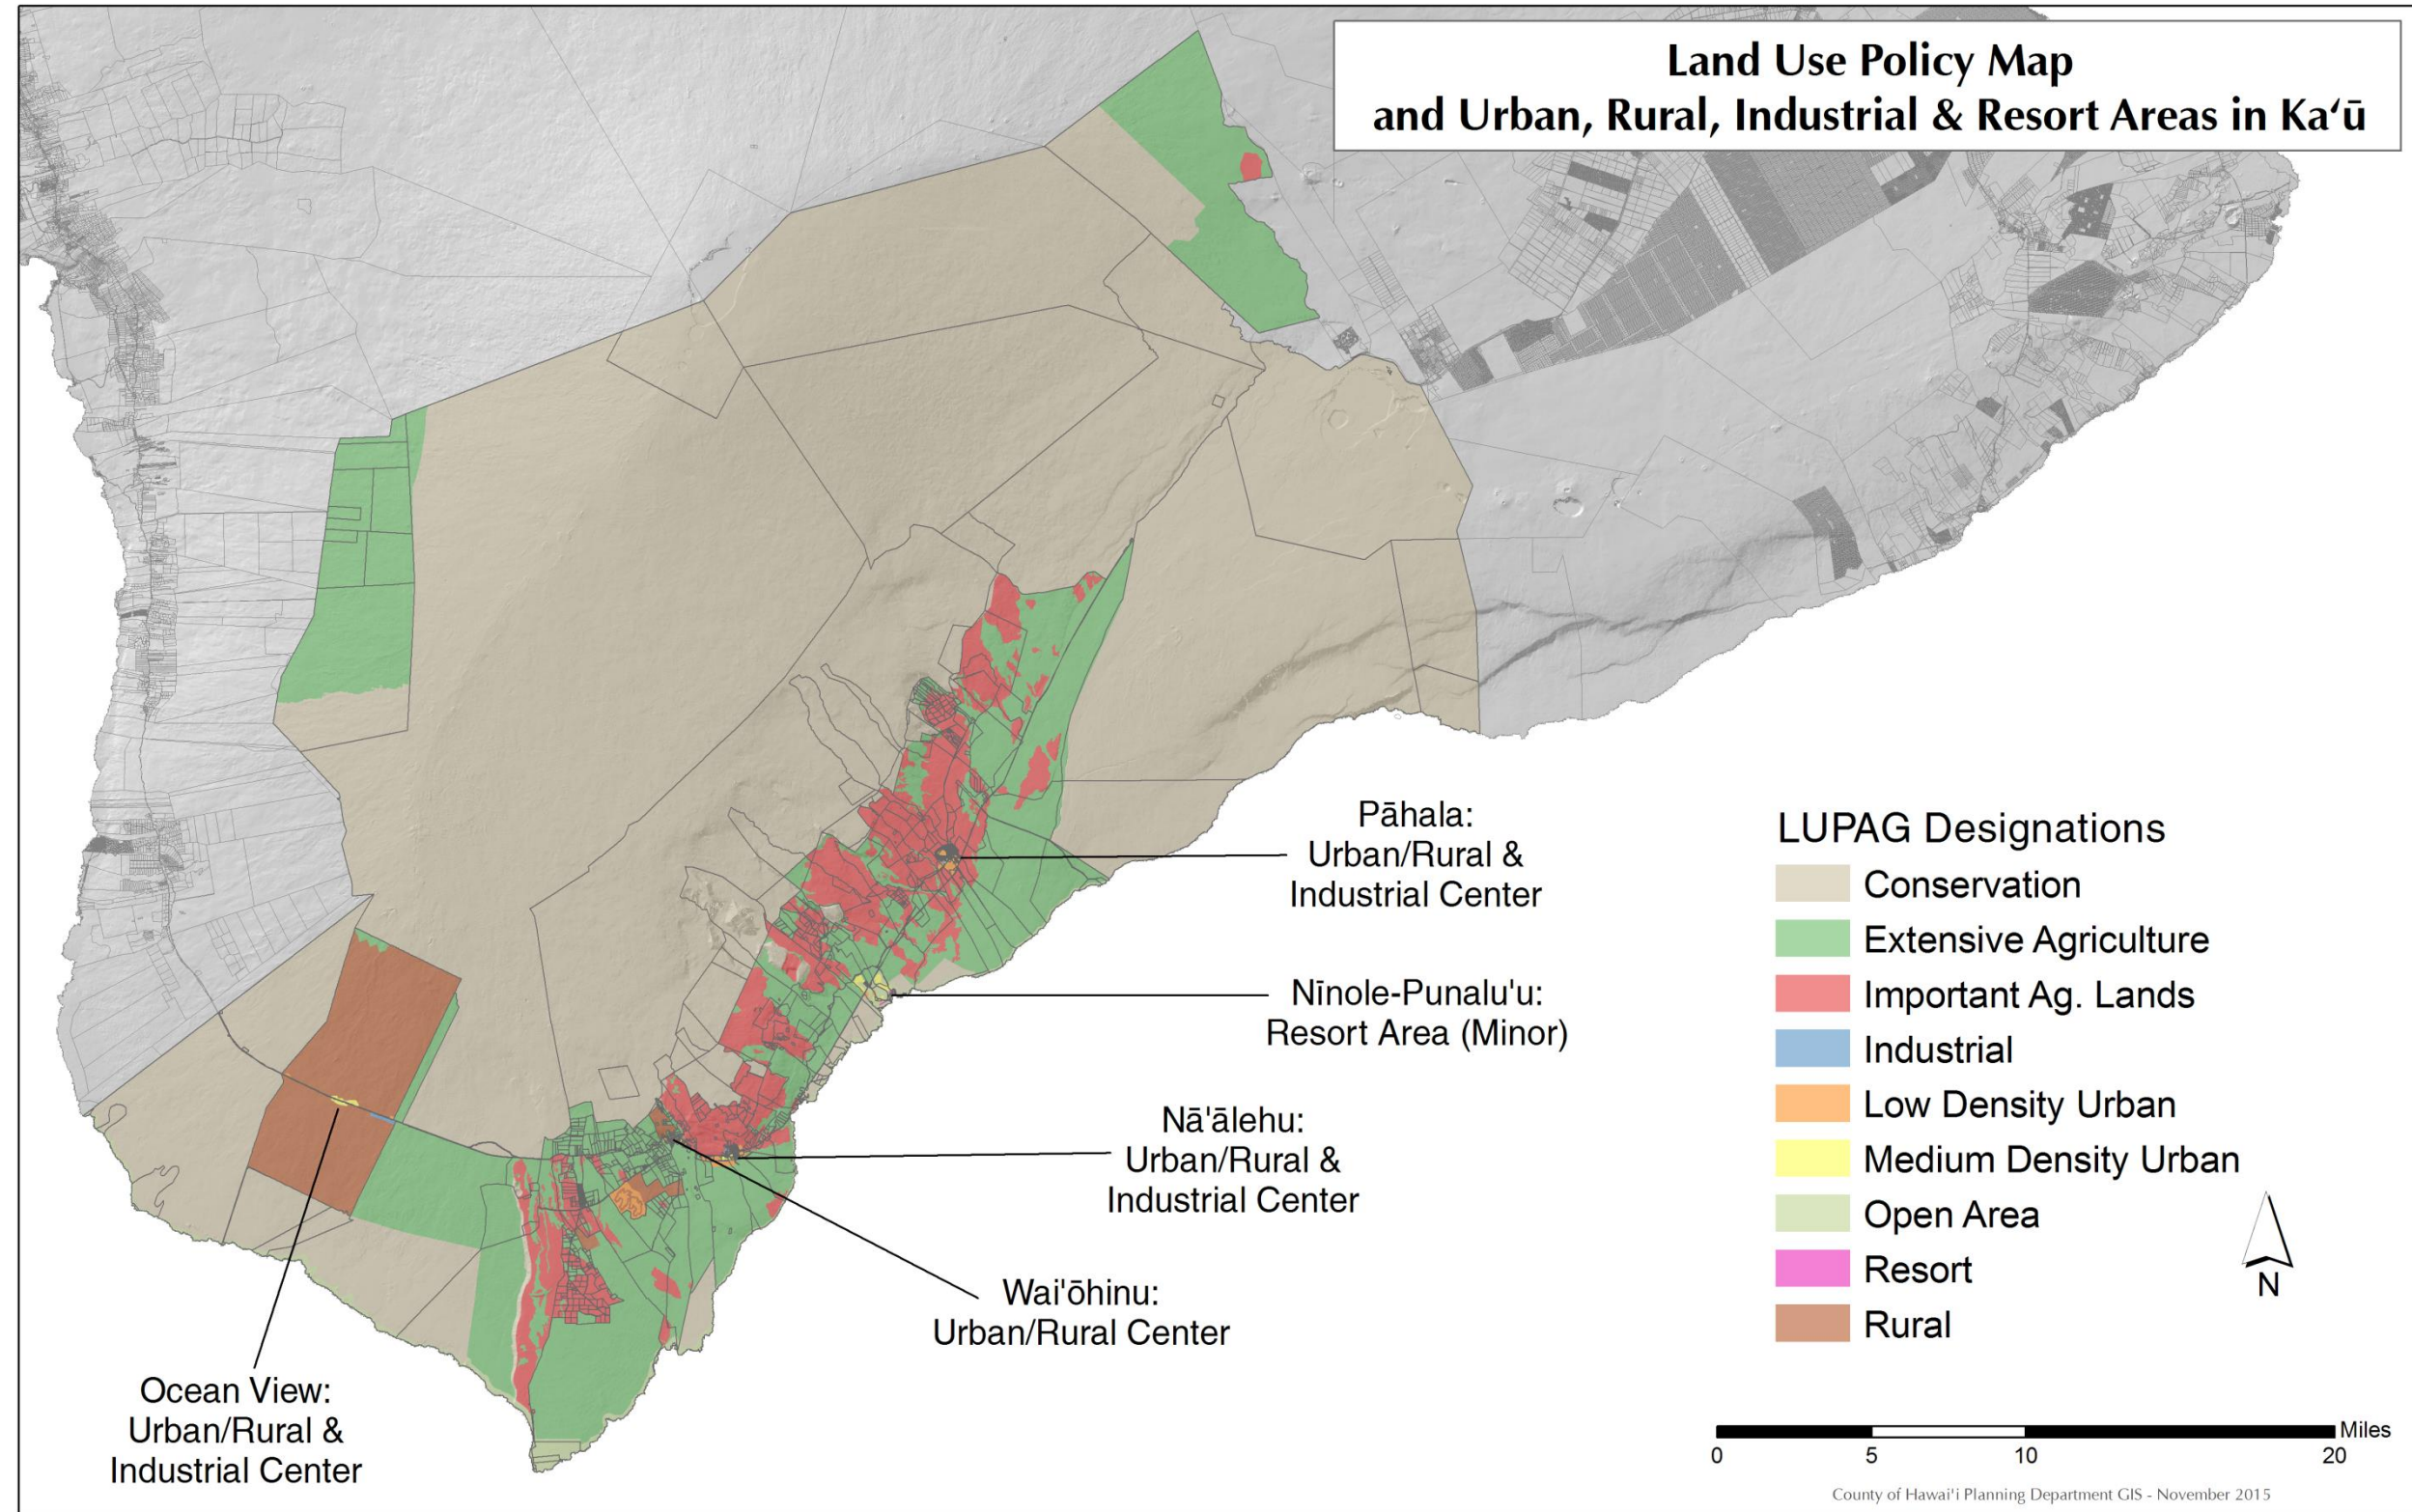 Land Use Policy Map
and Urban, Rural, Industrial & Resort Areas in Kaʻū
Pāhala:
Urban/Rural &
Industrial Center
Nīnole-Punalu'u:
Resort Area (Minor)
Nā'ālehu:
Urban/Rural &
Industrial Center
Wai'ōhinu:
Urban/Rural Center
Ocean View:
Urban/Rural &
Industrial Center
LUPAG Designations
Conservation
Extensive Agriculture
Important Ag. Lands
Industrial
Low Density Urban
Medium Density Urban
Open Area
Resort
Rural
N
Miles
0 5 10 20
County of Hawai'i Planning Department GIS - November 2015